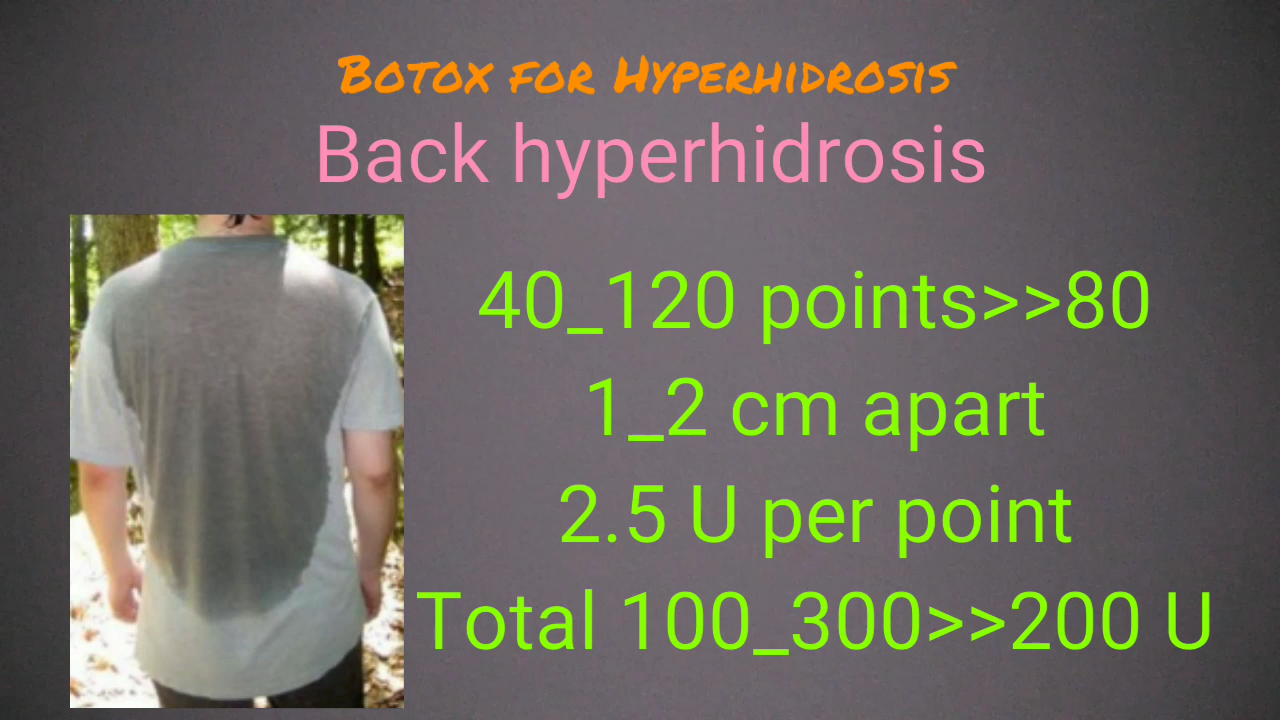 Botox for Hyperhidrosis
Back hyperhidrosis
40_120 points>>80
1_2 cm apart
2.5 U per point
Total 100_300>>200 U